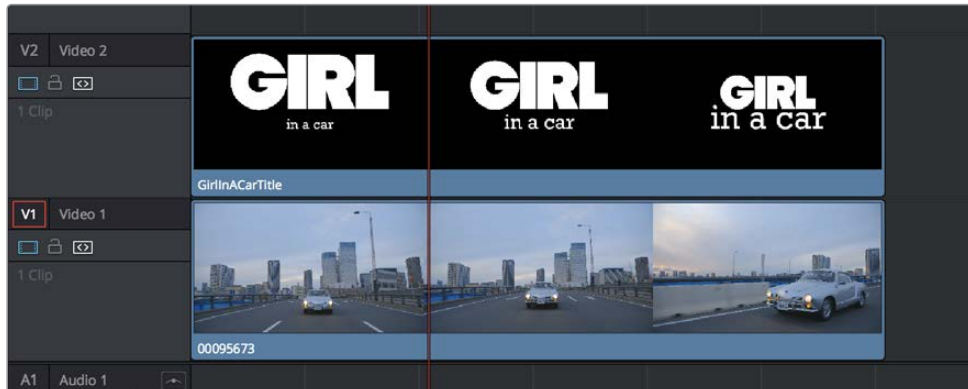 V2 Video 2
1 Clip
GIRL GIRL GIRL
in a car in a car in a car
GirlInACarTitle
V1 Video 1
1 Clip
00095673
A1 Audio 1